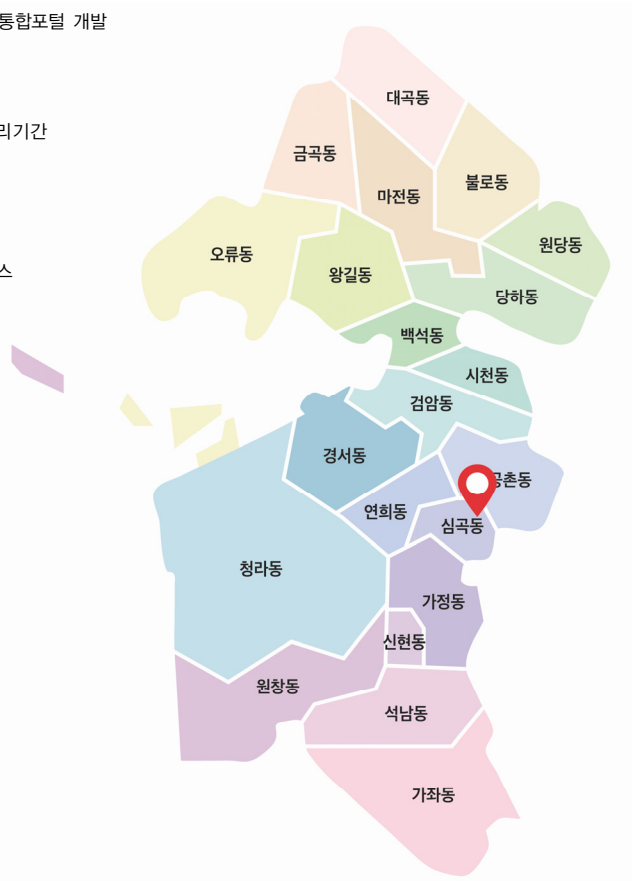 통합포털 개발
대곡동
리기간
금곡동
불로동
마전동
원당동
오류동
스
왕길동
당하동
백석동
시천동
검암동
경서동
공촌동
연희동
심곡동
청라동
가정동
신현동
원창동
석남동
가좌동